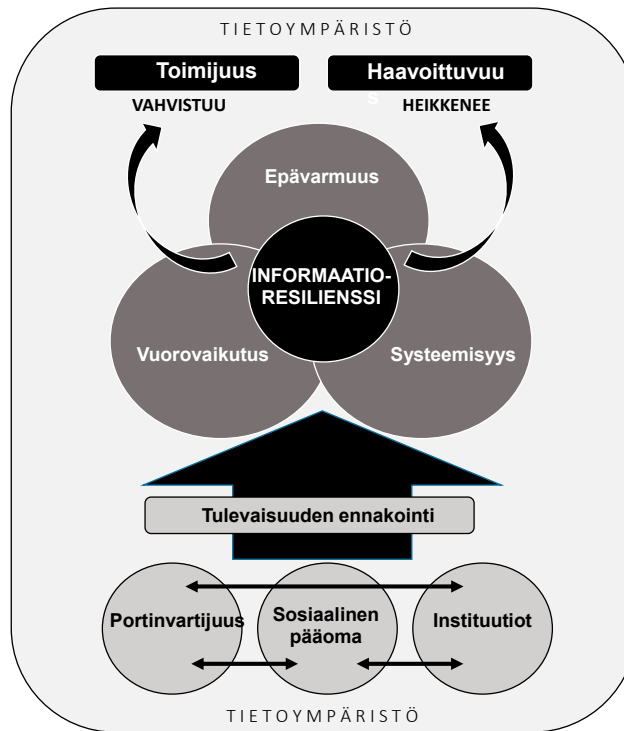 TIETOYMPÄRISTÖ
Toimijuus
Haavoittuvuu
s
VAHVISTUU
HEIKKENEE
Epävarmuus
INFORMAATIO-
RESILIENSSI
Vuorovaikutus
Systeemisyys
Tulevaisuuden ennakointi
Portinvartijuus
Sosiaalinen
pääoma
Instituutiot
TIETOYMPÄRISTÖ